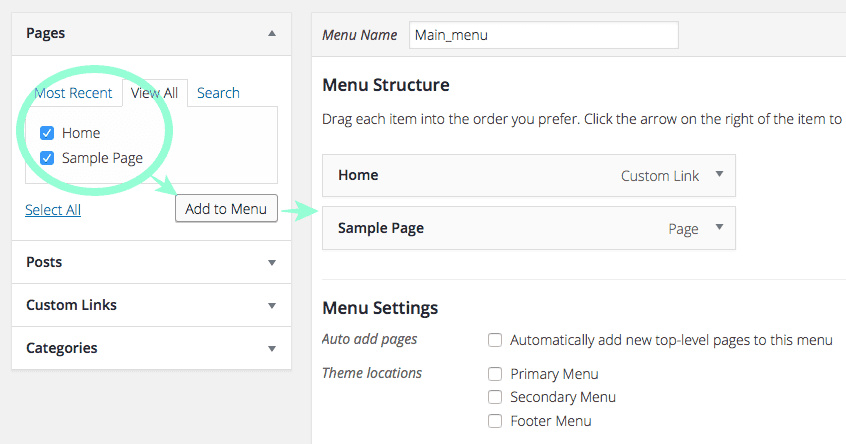 Pages
Most Recent
View All
Search
Home
Sample Page
Select All
Add to Menu
Posts
Custom Links
Categories
Menu Name
Main_menu
Menu Structure
Drag each item into the order you prefer. Click the arrow on the right of the item to
Home
Custom Link
Sample Page
Page
Menu Settings
Auto add pages
Automatically add new top-level pages to this menu
Theme locations
Primary Menu
Secondary Menu
Footer Menu